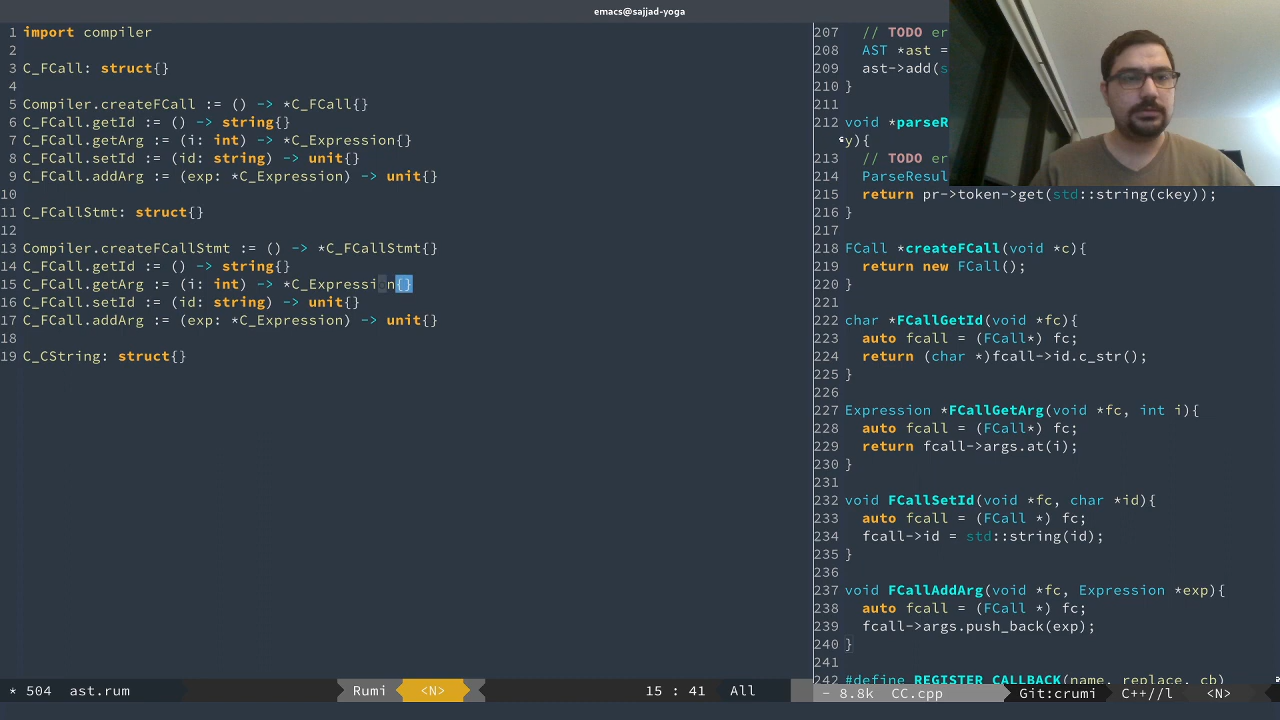 emacs@sajjad-yoga
1 import compiler
2
3 C_FCall: struct{}
4
5 Compiler.createFCall := () -> *C_FCall{}
6 C_FCall.getId := () -> string{}
7 C_FCall.getArg := (i: int) -> *C_Expression{}
8 C_FCall.setId := (id: string) -> unit{}
9 C_FCall.addArg := (exp: *C_Expression) -> unit{}
10
11 C_FCallStmt: struct{}
12
13 Compiler.createFCallStmt := () -> *C_FCallStmt{}
14 C_FCall.getId := () -> string{}
15 C_FCall.getArg := (i: int) -> *C_Expression{}
16 C_FCall.setId := (id: string) -> unit{}
17 C_FCall.addArg := (exp: *C_Expression) -> unit{}
18
19 C_CString: struct{}
* 504 ast.rum Rumi <N> 15 : 41 All
207 // TODO er
208 AST *ast =
209 ast->add(s
210 }
211
212 void *parseR
y){
213 // TODO er
214 ParseResul
215 return pr->token->get(std::string(ckey));
216 }
217
218 FCall *createFCall(void *c){
219 return new FCall();
220 }
221
222 char *FCallGetId(void *fc){
223 auto fcall = (FCall*) fc;
224 return (char *)fcall->id.c_str();
225 }
226
227 Expression *FCallGetArg(void *fc, int i){
228 auto fcall = (FCall*) fc;
229 return fcall->args.at(i);
230 }
231
232 void FCallSetId(void *fc, char *id){
233 auto fcall = (FCall *) fc;
234 fcall->id = std::string(id);
235 }
236
237 void FCallAddArg(void *fc, Expression *exp){
238 auto fcall = (FCall *) fc;
239 fcall->args.push_back(exp);
240 }
241
242 #define REGISTER_CALLBACK(name, replace, cb)
- 8.8k CC.cpp Git:crumi C++//l <N>